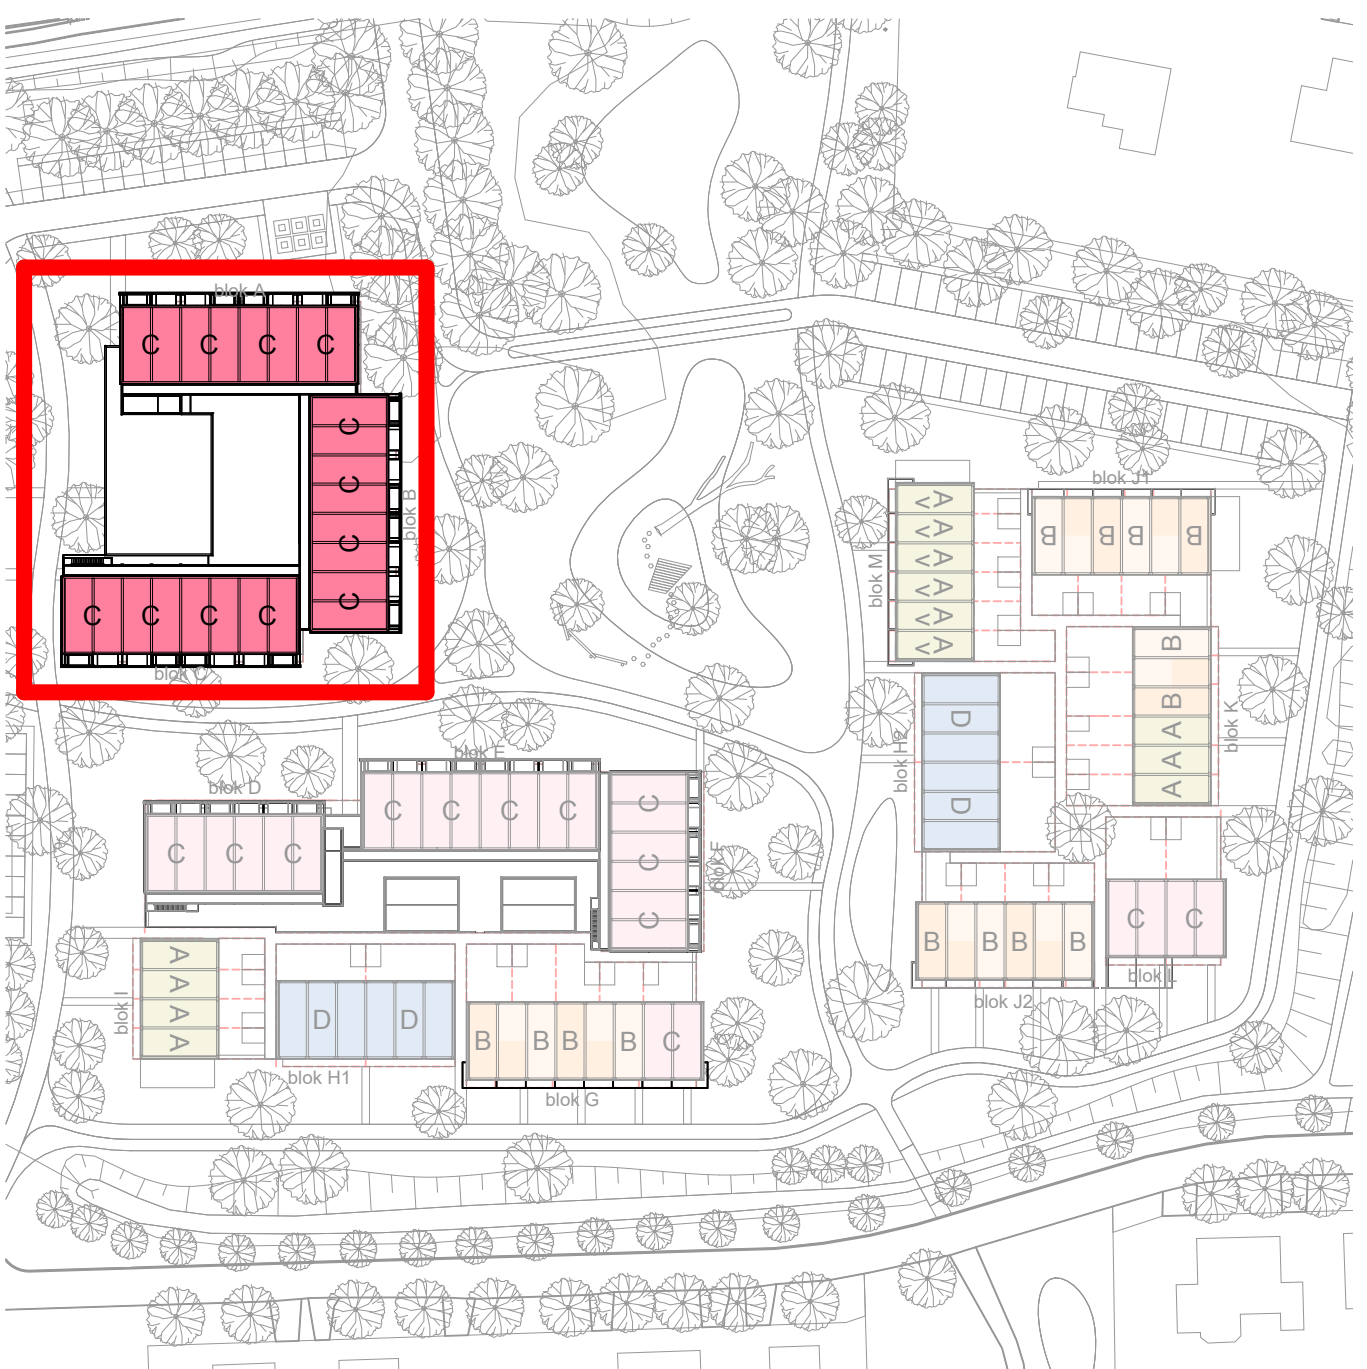 blok A
C C C C
C
C
C
C
blok B
C C C C
blok C
blok D
C C C
blok E
C C C C
C
C
C
blok F
A
A
A
A
blok I
D D
blok H1
B B B B C
blok G
A >
A >
A >
A >
A >
A >
blok M
blok J1
B B B B
B
B
A
A
A
blok K
D
D
blok H2
B B B B
blok J2
C C
blok L